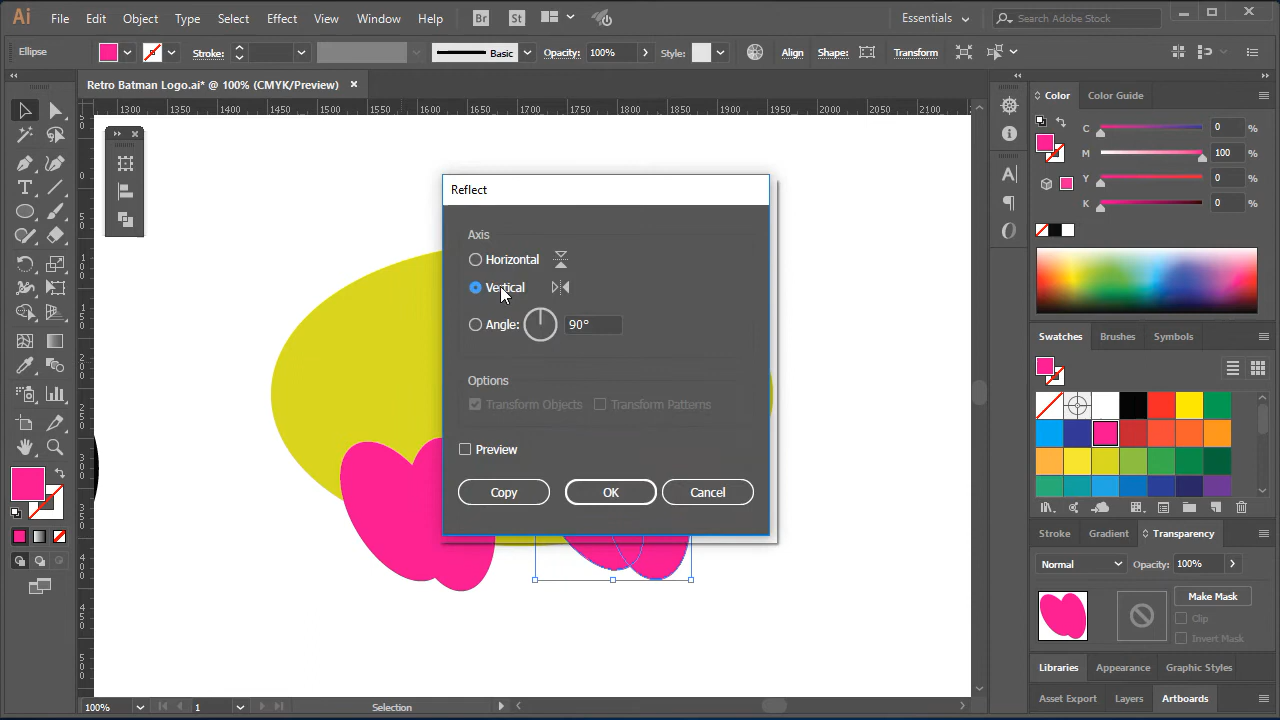 Ai File Edit Object Type Select Effect View Window Help Br St Essentials Search Adobe Stock
Ellipse Stroke: Basic Opacity: 100% Style: Align Shape: Transform
Retro Batman Logo.ai* @ 100% (CMYK/Preview)
1300 1350 1400 1450 1500 1550 1600 1650 1700 1750 1800 1850 1900 1950 2000 2050 2100
Color Color Guide
C 0 %
M 100 %
Y 0 %
K 0 %
Reflect
Axis
Horizontal
Vertical
Angle: 90°
Options
Transform Objects Transform Patterns
Preview
Copy OK Cancel
Swatches Brushes Symbols
Stroke Gradient Transparency
Normal Opacity: 100%
Make Mask
Clip
Invert Mask
Libraries Appearance Graphic Styles
Asset Export Layers Artboards
100% 1 Selection